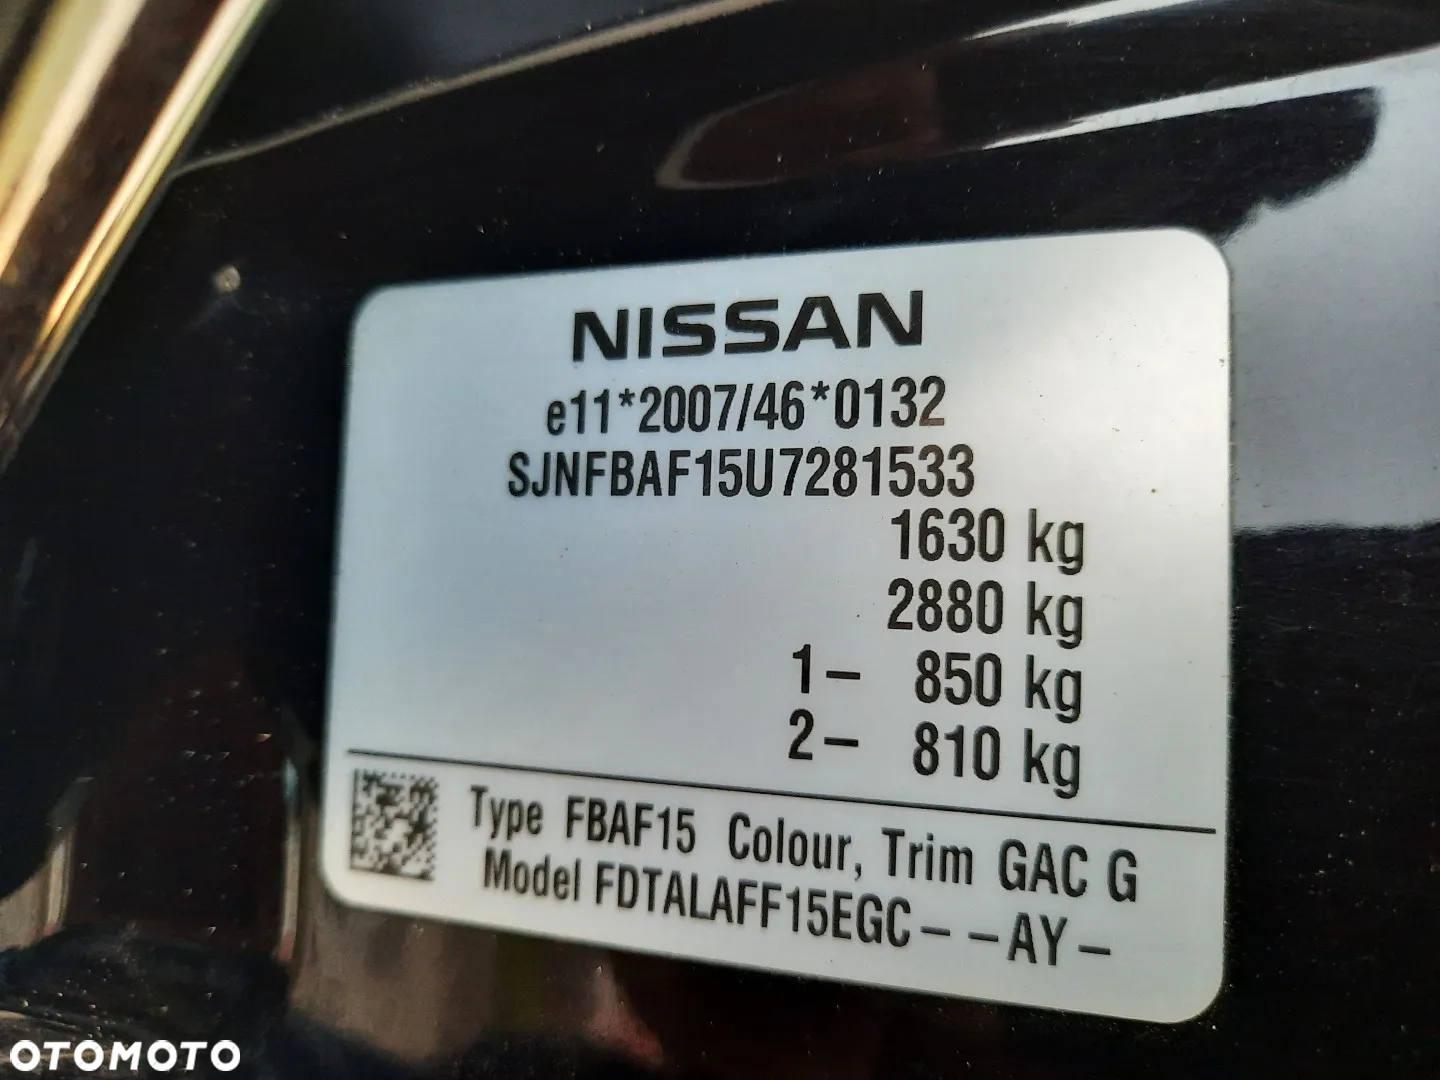 NISSAN
e11*2007/46*0132
SJNFBAF15U7281533
1630 kg
2880 kg
1- 850 kg
2- 810 kg
Type FBAF15 Colour, Trim GAC G
Model FDTALAFF15EGC- -AY-
OTOMOTO